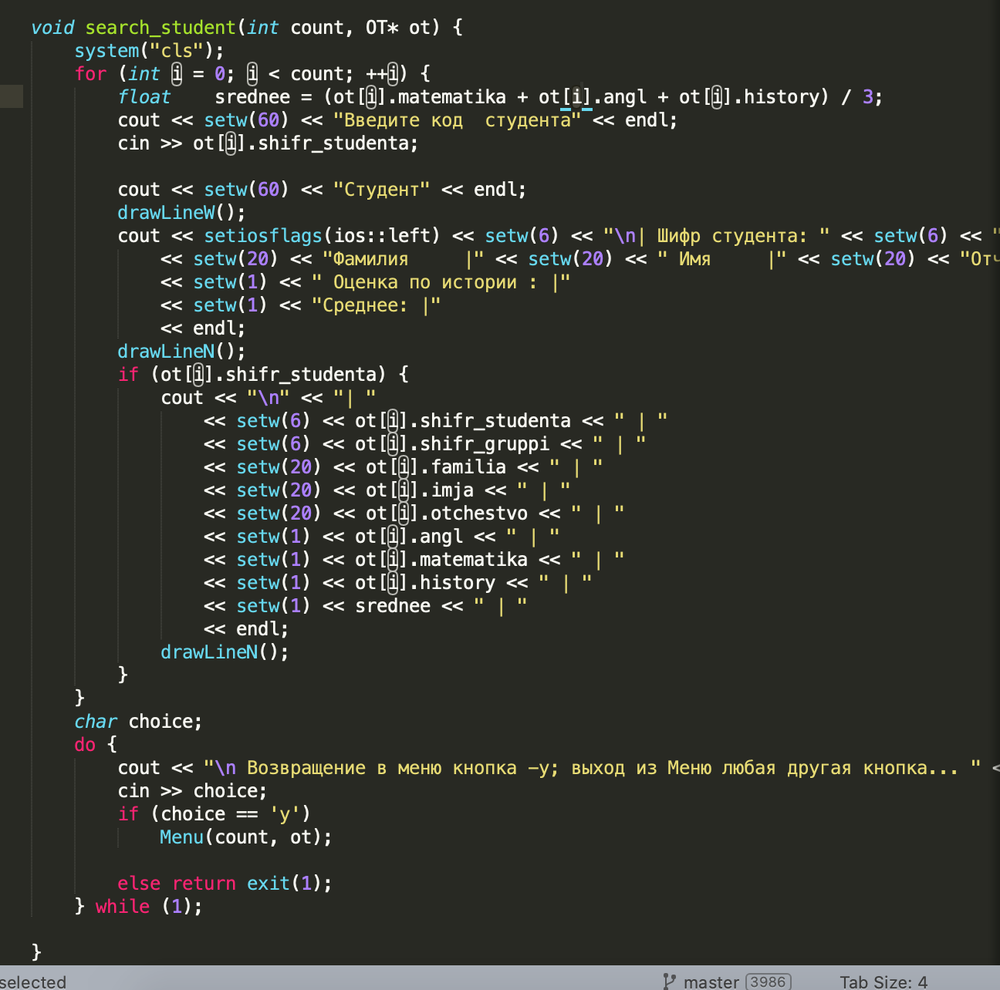 void search_student(int count, OT* ot) {
    system("cls");
    for (int i = 0; i < count; ++i) {
        float    srednee = (ot[i].matematika + ot[i].angl + ot[i].history) / 3;
        cout << setw(60) << "Введите код  студента" << endl;
        cin >> ot[i].shifr_studenta;

        cout << setw(60) << "Студент" << endl;
        drawLineW();
        cout << setiosflags(ios::left) << setw(6) << "\n| Шифр студента: " << setw(6) << "
            << setw(20) << "Фамилия     |" << setw(20) << " Имя     |" << setw(20) << "Отч
            << setw(1) << " Оценка по истории : |"
            << setw(1) << "Среднее: |"
            << endl;
        drawLineN();
        if (ot[i].shifr_studenta) {
            cout << "\n" << "| "
                << setw(6) << ot[i].shifr_studenta << " | "
                << setw(6) << ot[i].shifr_gruppi << " | "
                << setw(20) << ot[i].familia << " | "
                << setw(20) << ot[i].imja << " | "
                << setw(20) << ot[i].otchestvo << " | "
                << setw(1) << ot[i].angl << " | "
                << setw(1) << ot[i].matematika << " | "
                << setw(1) << ot[i].history << " | "
                << setw(1) << srednee << " | "
                << endl;
            drawLineN();
        }
    }
    char choice;
    do {
        cout << "\n Возвращение в меню кнопка -y; выход из Меню любая другая кнопка... " <
        cin >> choice;
        if (choice == 'y')
            Menu(count, ot);

        else return exit(1);
    } while (1);

}
selected master 3986 Tab Size: 4